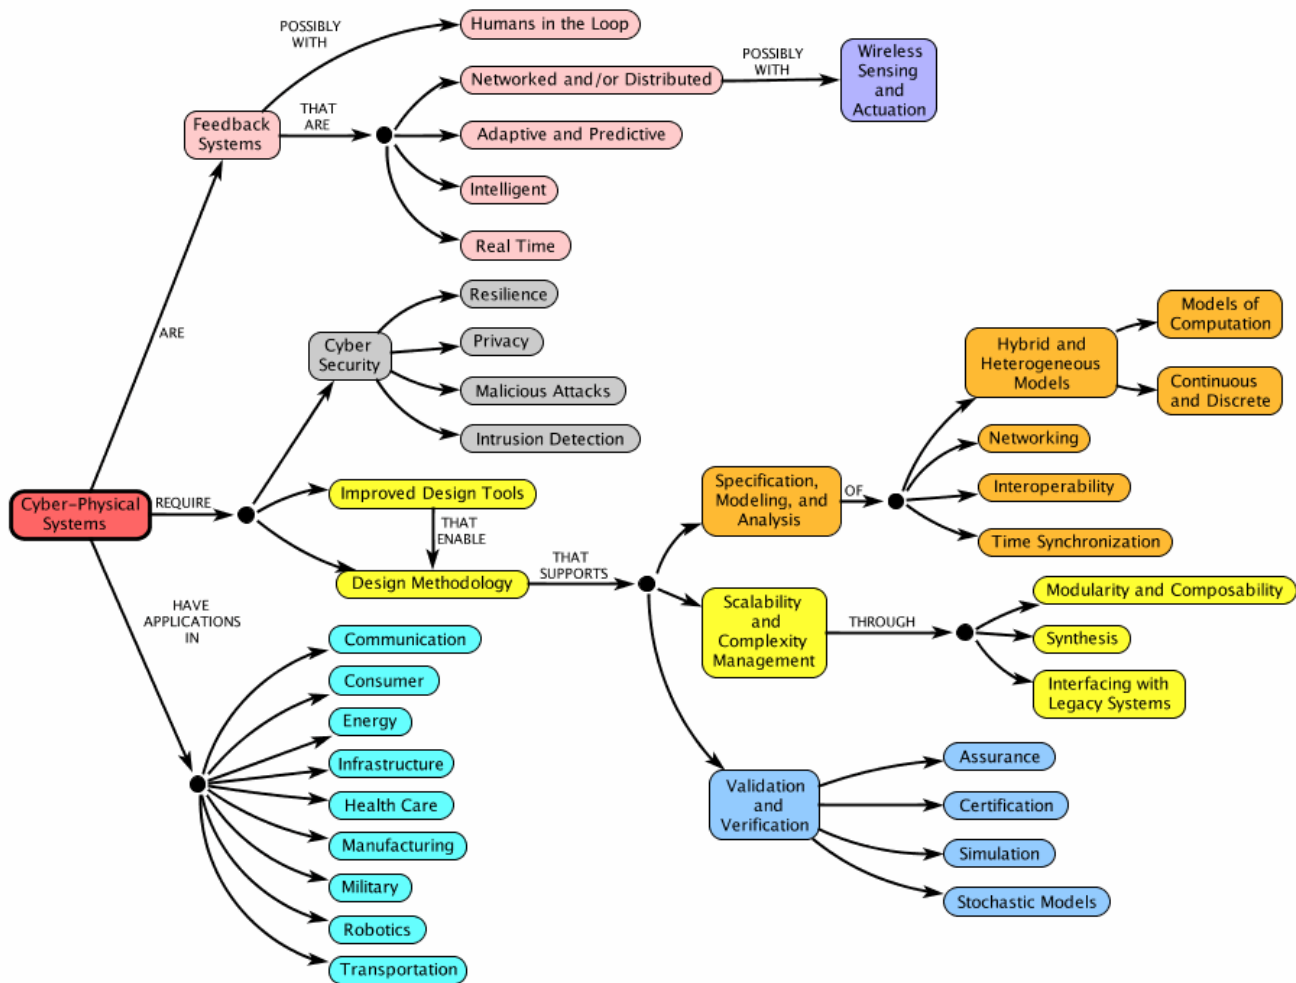 POSSIBLY
WITH
Humans in the Loop
Feedback
Systems
THAT
ARE
Networked and/or Distributed
POSSIBLY
WITH
Wireless
Sensing
and
Actuation
Adaptive and Predictive
Intelligent
Real Time
ARE
Cyber
Security
Resilience
Privacy
Malicious Attacks
Intrusion Detection
Cyber-Physical
Systems
REQUIRE
Improved Design Tools
THAT
ENABLE
Design Methodology
THAT
SUPPORTS
Specification,
Modeling, and
Analysis
OF
Hybrid and
Heterogeneous
Models
Models of
Computation
Continuous
and Discrete
Networking
Interoperability
Time Synchronization
Scalability
and
Complexity
Management
THROUGH
Modularity and Composability
Synthesis
Interfacing with
Legacy Systems
Validation
and
Verification
Assurance
Certification
Simulation
Stochastic Models
HAVE
APPLICATIONS
IN
Communication
Consumer
Energy
Infrastructure
Health Care
Manufacturing
Military
Robotics
Transportation